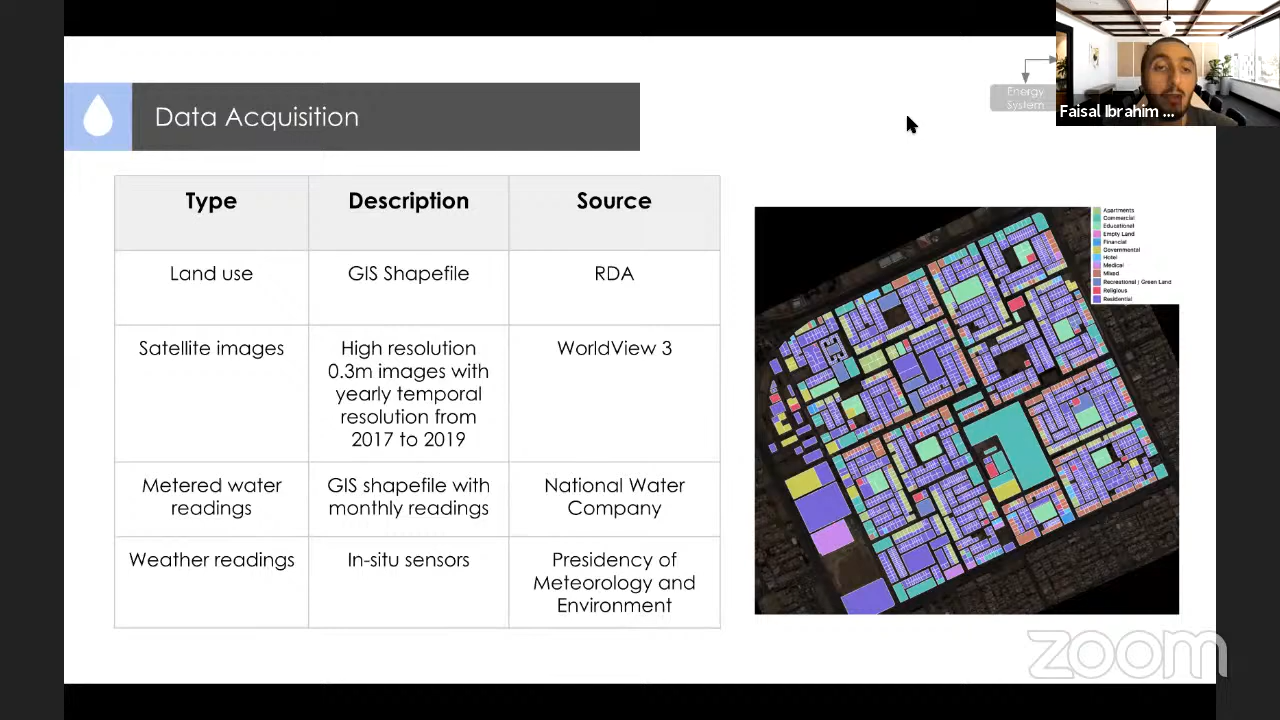 Data Acquisition
Energy
System
Faisal Ibrahim ...
Type
Description
Source
Land use
GIS Shapefile
RDA
Satellite images
High resolution
0.3m images with
yearly temporal
resolution from
2017 to 2019
WorldView 3
Metered water
readings
GIS shapefile with
monthly readings
National Water
Company
Weather readings
In-situ sensors
Presidency of
Meteorology and
Environment
Apartments
Commercial
Educational
Empty Land
Financial
Governmental
Hotel
Medical
Mixed
Recreational | Green Land
Religious
Residential
zoom